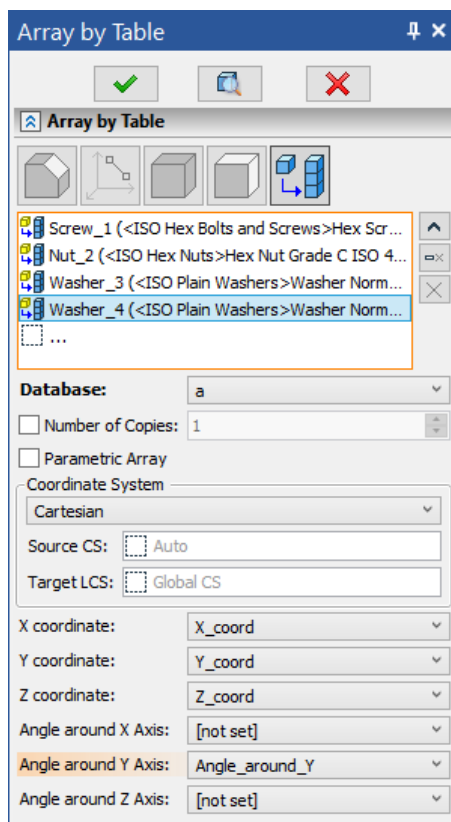 Array by Table
Array by Table
Screw_1 (<ISO Hex Bolts and Screws>Hex Scr...
Nut_2 (<ISO Hex Nuts>Hex Nut Grade C ISO 4...
Washer_3 (<ISO Plain Washers>Washer Norm...
Washer_4 (<ISO Plain Washers>Washer Norm...
...
Database: a
Number of Copies: 1
Parametric Array
Coordinate System
Cartesian
Source CS: Auto
Target LCS: Global CS
X coordinate: X_coord
Y coordinate: Y_coord
Z coordinate: Z_coord
Angle around X Axis: [not set]
Angle around Y Axis: Angle_around_Y
Angle around Z Axis: [not set]